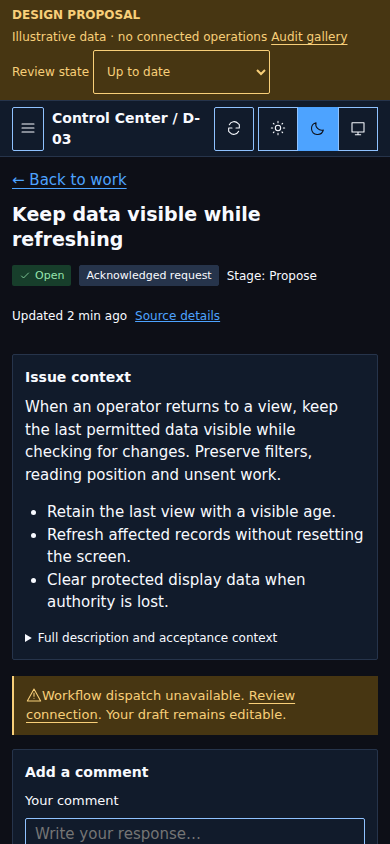 DESIGN PROPOSAL
Illustrative data · no connected operations Audit gallery
Review state Up to date
Control Center / D-
03
← Back to work
Keep data visible while
refreshing
✓ Open Acknowledged request Stage: Propose
Updated 2 min ago Source details
Issue context
When an operator returns to a view, keep
the last permitted data visible while
checking for changes. Preserve filters,
reading position and unsent work.
• Retain the last view with a visible age.
• Refresh affected records without resetting
the screen.
• Clear protected display data when
authority is lost.
▶ Full description and acceptance context
⚠Workflow dispatch unavailable. Review
connection. Your draft remains editable.
Add a comment
Your comment
Write your response…